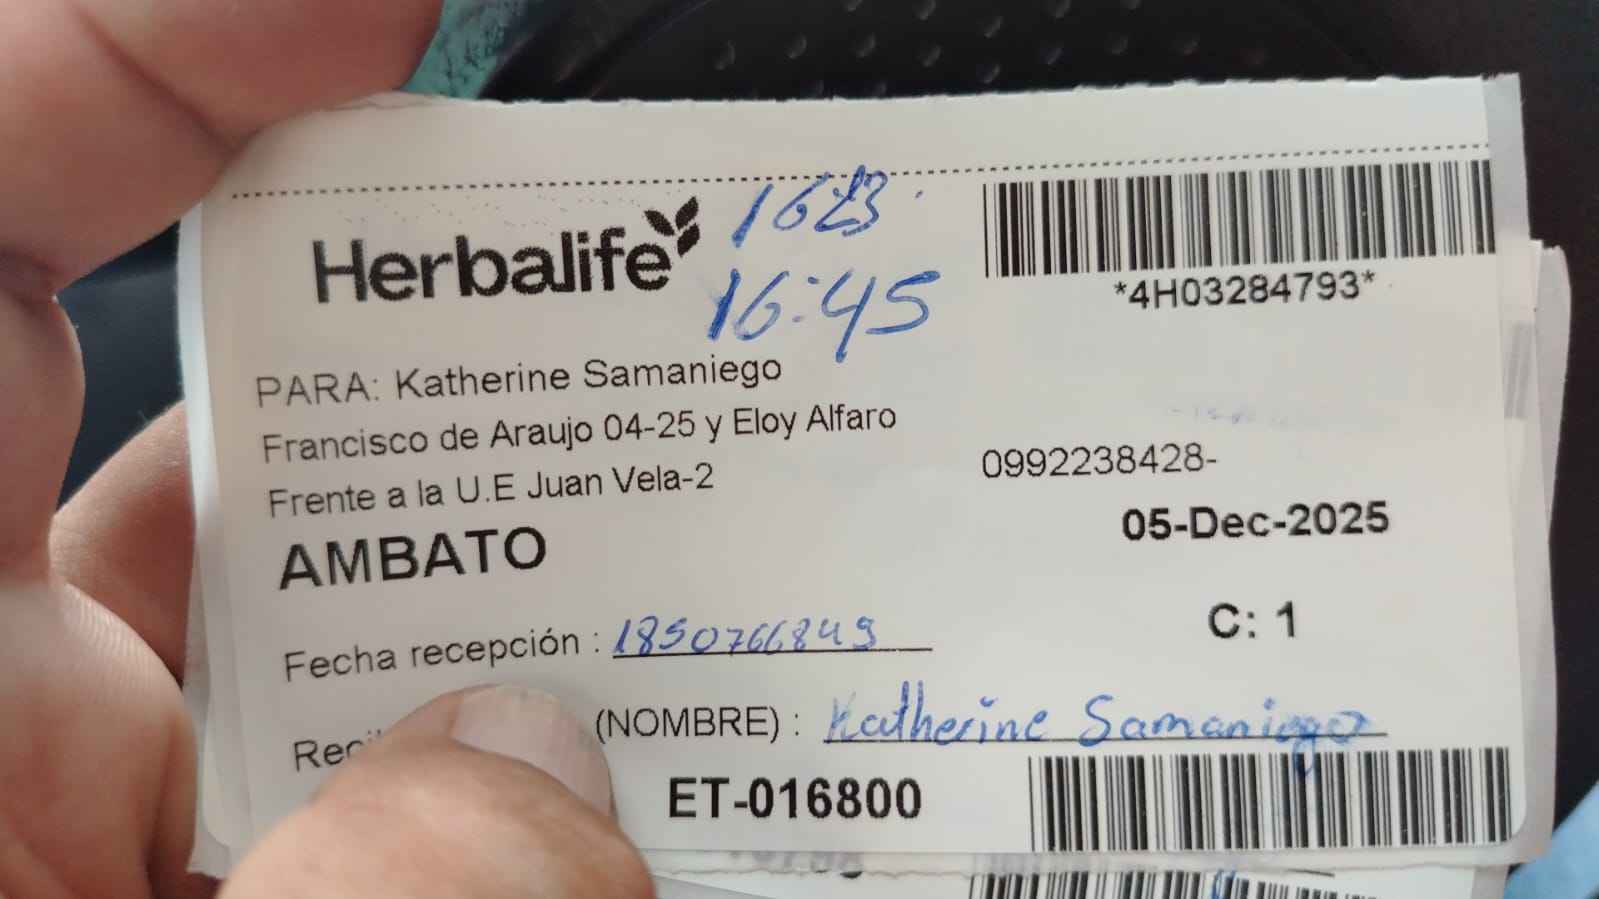 Herbalife
16:45
*4H03284793*
PARA: Katherine Samaniego
Francisco de Araujo 04-25 y Eloy Alfaro
Frente a la U.E Juan Vela-2
0992238428-
AMBATO
05-Dec-2025
C: 1
Fecha recepción : 1850766849
(NOMBRE) : Katherine Samaniego
ET-016800